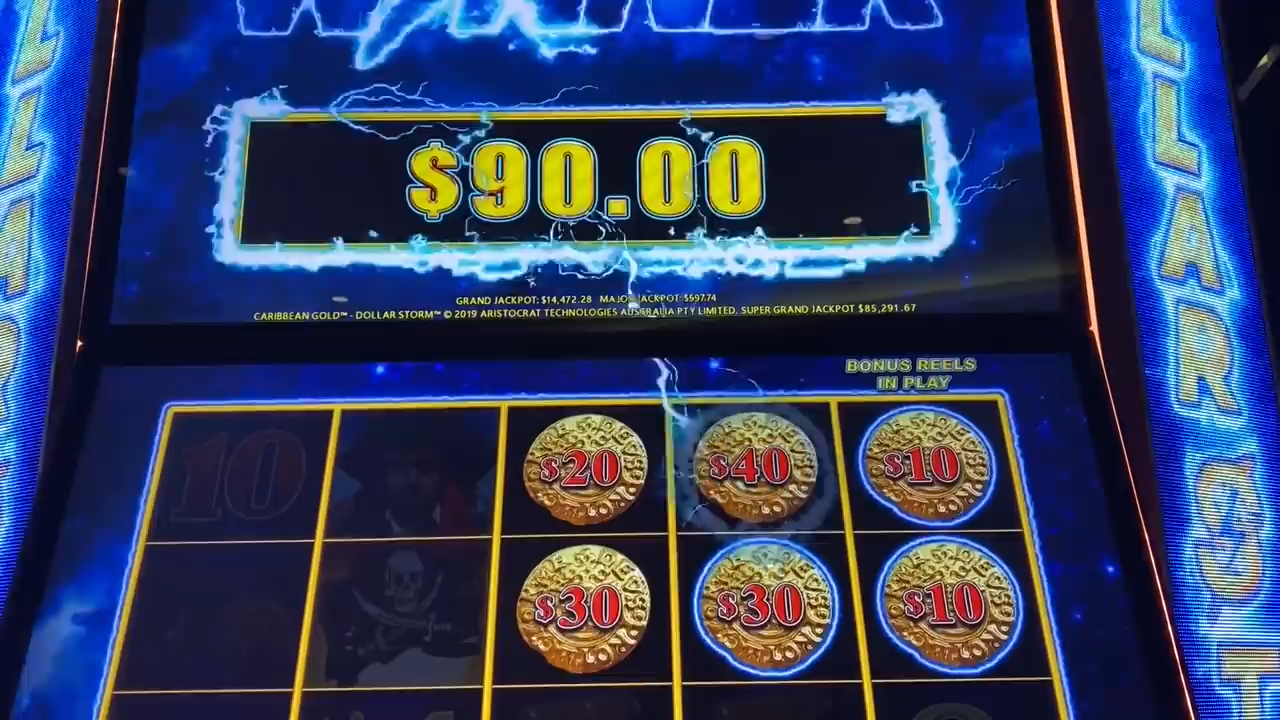 $90.00
GRAND JACKPOT: $14,472.28 MAJOR JACKPOT: $597.74
CARIBBEAN GOLD™ - DOLLAR STORM™ © 2019 ARISTOCRAT TECHNOLOGIES AUSTRALIA PTY LIMITED. SUPER GRAND JACKPOT $85,291.67
BONUS REELS
IN PLAY
10
$20
$40
$10
$30
$30
$10
LLAR
LLAR $T